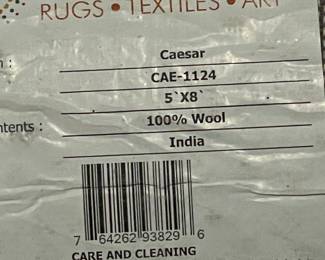 RUGS • TEXTILES • ART
: Caesar
CAE-1124
5`X8`
ntents : 100% Wool
India
7 64262 93829 6
CARE AND CLEANING